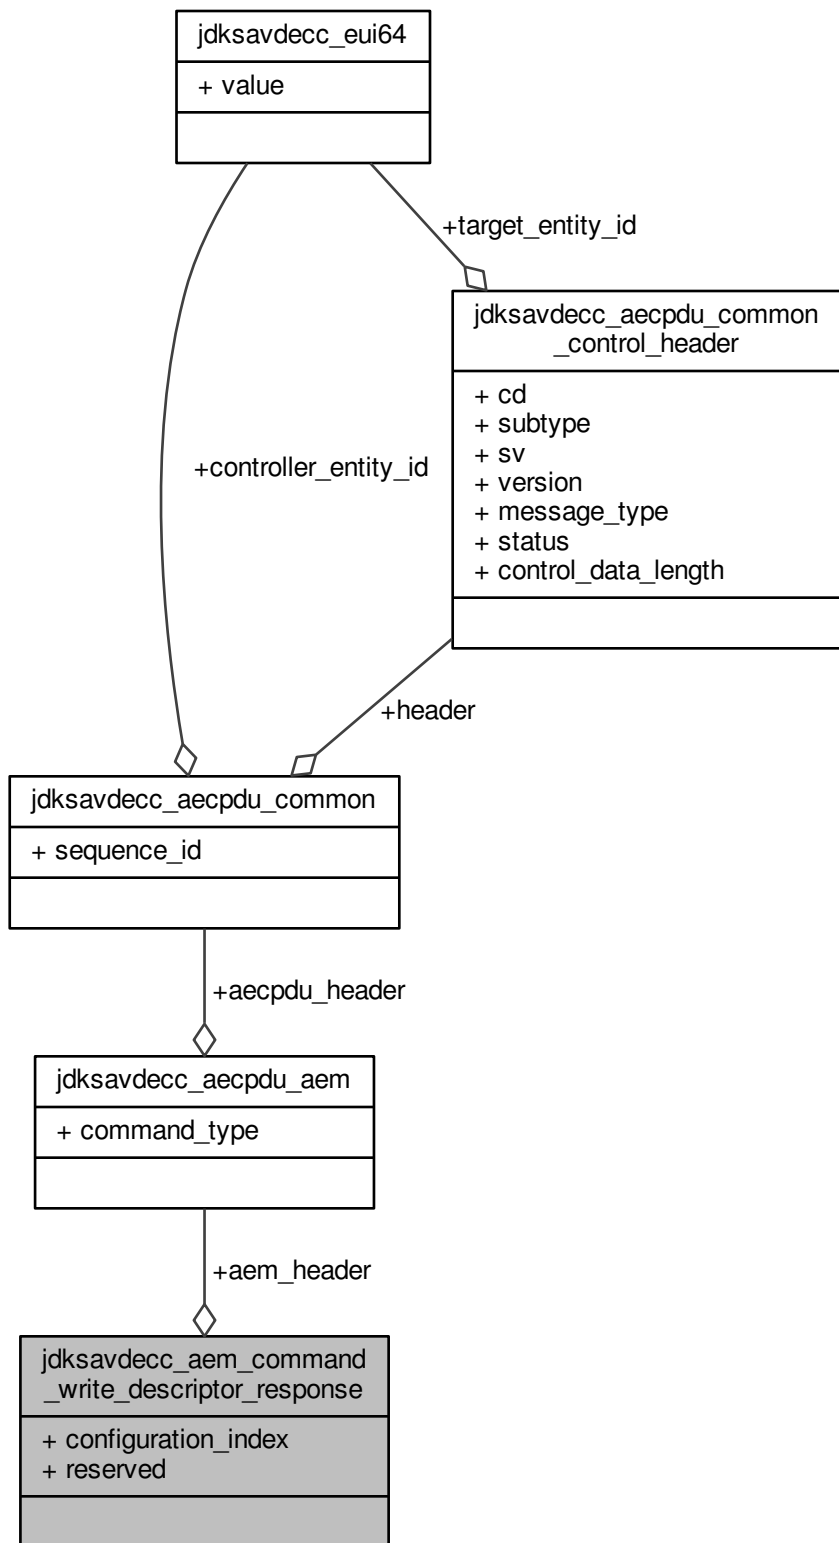 jdksavdecc_eui64
+ value
+target_entity_id
jdksavdecc_aecpdu_common
_control_header
+ cd
+ subtype
+ sv
+ version
+ message_type
+ status
+ control_data_length
+controller_entity_id
+header
jdksavdecc_aecpdu_common
+ sequence_id
+aecpdu_header
jdksavdecc_aecpdu_aem
+ command_type
+aem_header
jdksavdecc_aem_command
_write_descriptor_response
+ configuration_index
+ reserved